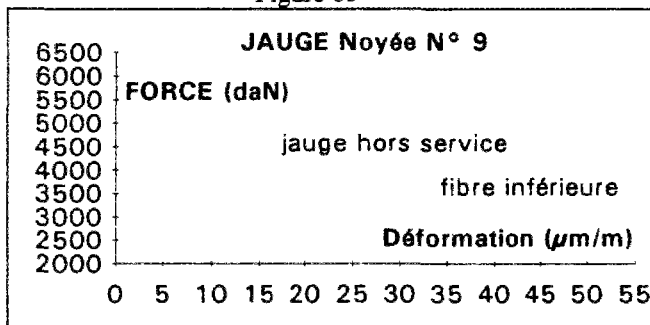 JAUGE Noyée N° 9
6500
6000
5500
5000
4500
4000
3500
3000
2500
2000
FORCE (daN)
jauge hors service
fibre inférieure
Déformation (µm/m)
0 5 10 15 20 25 30 35 40 45 50 55